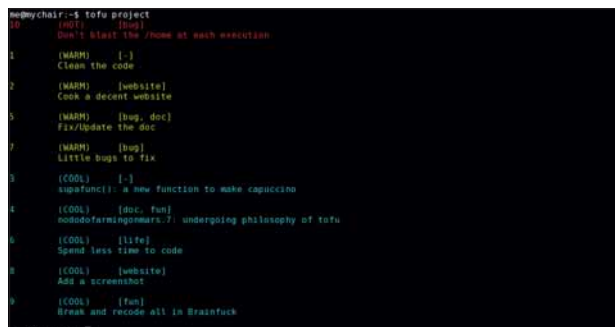 me@mychair:~$ tofu project
10 (HOT) [bug]
Don't blast the /home at each execution
1 (WARM) [-]
Clean the code
2 (WARM) [website]
Cook a decent website
5 (WARM) [bug, doc]
Fix/Update the doc
7 (WARM) [bug]
Little bugs to fix
3 (COOL) [-]
supafunc(): a new function to make capuccino
4 (COOL) [doc, fun]
nododofarmingonmars.7: undergoing philosophy of tofu
6 (COOL) [life]
Spend less time to code
8 (COOL) [website]
Add a screenshot
9 (COOL) [fun]
Break and recode all in Brainfuck